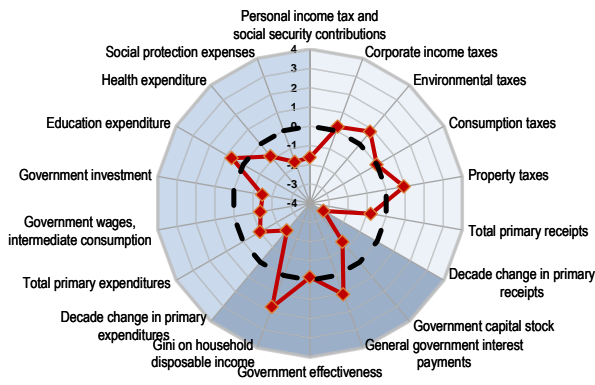 Personal income tax and
social security contributions
Corporate income taxes
Environmental taxes
Consumption taxes
Property taxes
Total primary receipts
Decade change in primary
receipts
Government capital stock
General government interest
payments
Government effectiveness
Gini on household
disposable income
Decade change in primary
expenditures
Total primary expenditures
Government wages,
intermediate consumption
Government investment
Education expenditure
Health expenditure
Social protection expenses
4
3
2
1
0
-1
-2
-3
-4